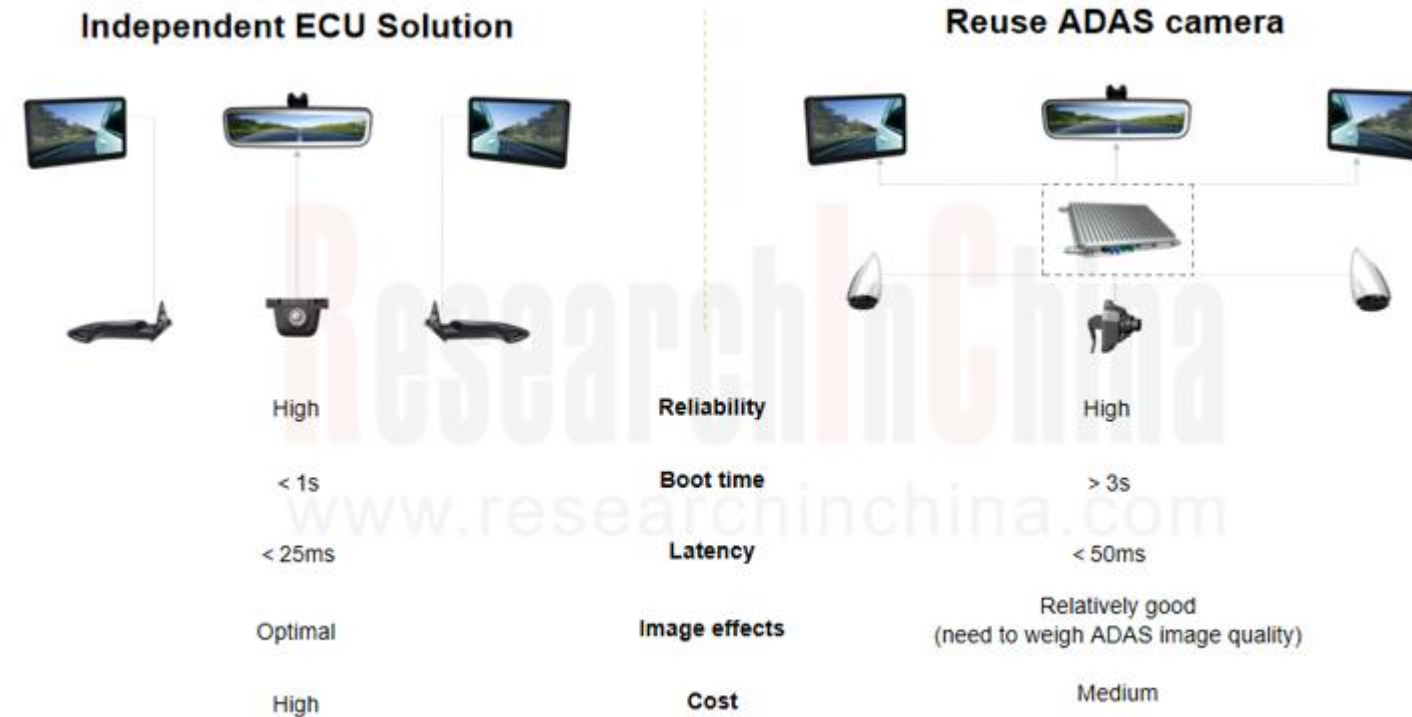 Independent ECU Solution
Reuse ADAS camera
ResearchInChina
www.researchinchina.com
High Reliability High
< 1s Boot time > 3s
< 25ms Latency < 50ms
Optimal Image effects Relatively good
(need to weigh ADAS image quality)
High Cost Medium